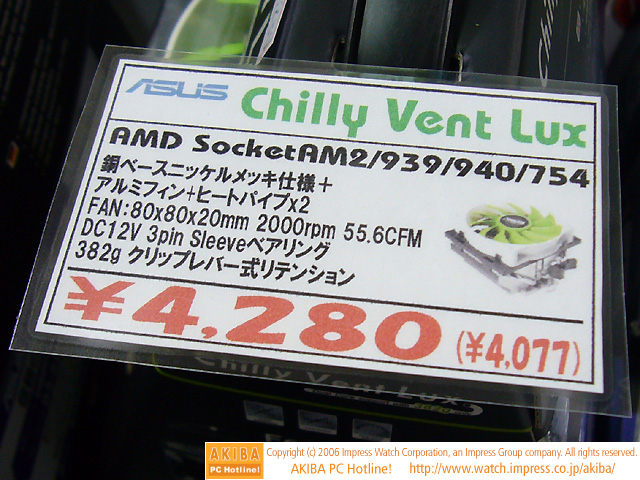 ASUS Chilly Vent Lux
AMD SocketAM2/939/940/754
銅ベースニッケルメッキ仕様＋
アルミフィン+ヒートパイプx2
FAN:80x80x20mm 2000rpm 55.6CFM
DC12V 3pin Sleeveベアリング
382g クリップレバー式リテンション
¥4,280 (¥4,077)
Chilly Vent Lux
AKIBA
PC Hotline!
Copyright (c) 2006 Impress Watch Corporation, an Impress Group company. All rights reserved.
AKIBA PC Hotline! http://www.watch.impress.co.jp/akiba/